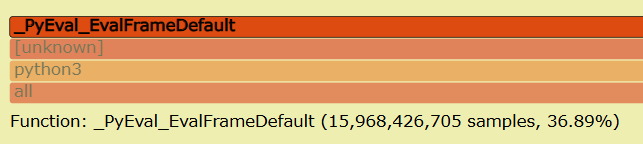 _PyEval_EvalFrameDefault
[unknown]
python3
all
Function: _PyEval_EvalFrameDefault (15,968,426,705 samples, 36.89%)